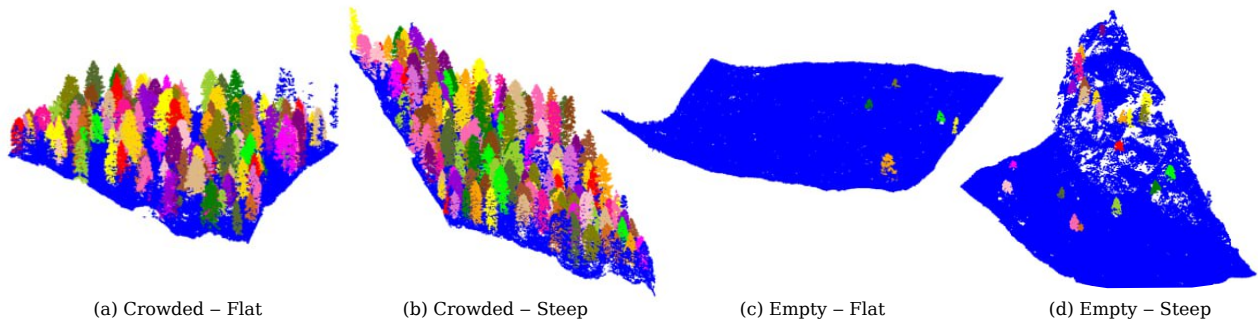 (a) Crowded – Flat
(b) Crowded – Steep
(c) Empty – Flat
(d) Empty – Steep